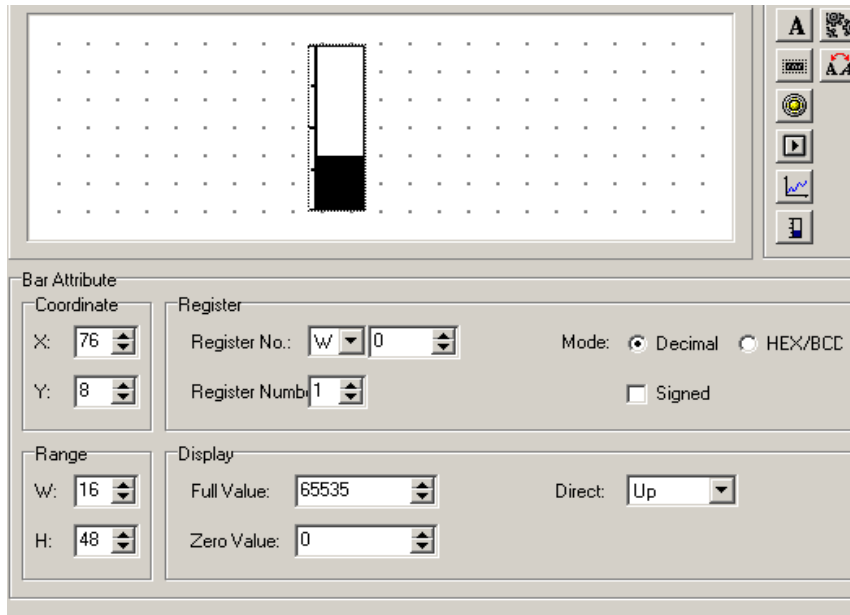 A
A A
Bar Attribute
Coordinate
X: 76
Y: 8
Register
Register No.: W 0
Mode: Decimal HEX/BCD
Register Numb 1
Signed
Range
W: 16
H: 48
Display
Full Value: 65535
Direct: Up
Zero Value: 0